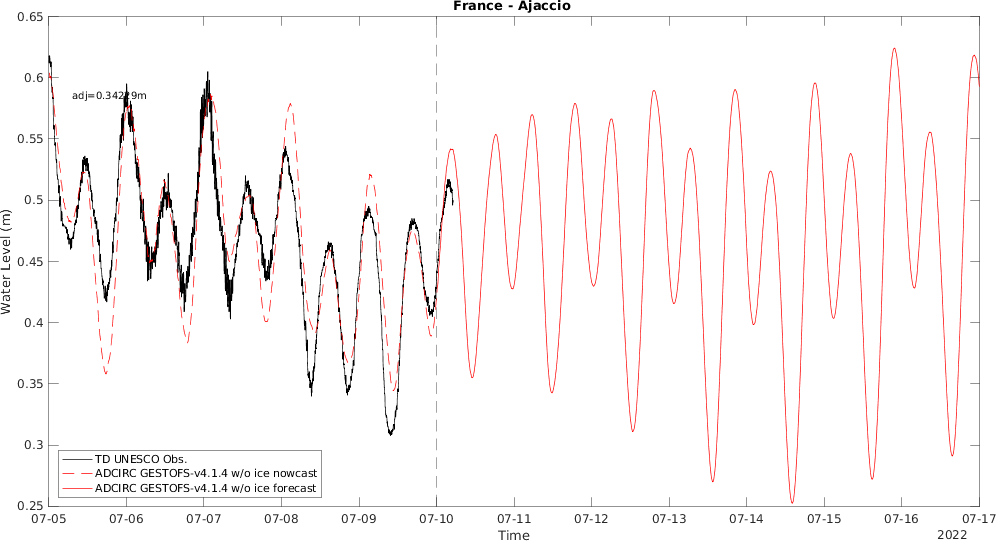 France - Ajaccio
Water Level (m)
0.65
0.6
0.55
0.5
0.45
0.4
0.35
0.3
0.25
TD UNESCO Obs.
ADCIRC GESTOFS-v4.1.4 w/o ice nowcast
ADCIRC GESTOFS-v4.1.4 w/o ice forecast
07-05 07-06 07-07 07-08 07-09 07-10 07-11 07-12 07-13 07-14 07-15 07-16 07-17
Time
2022